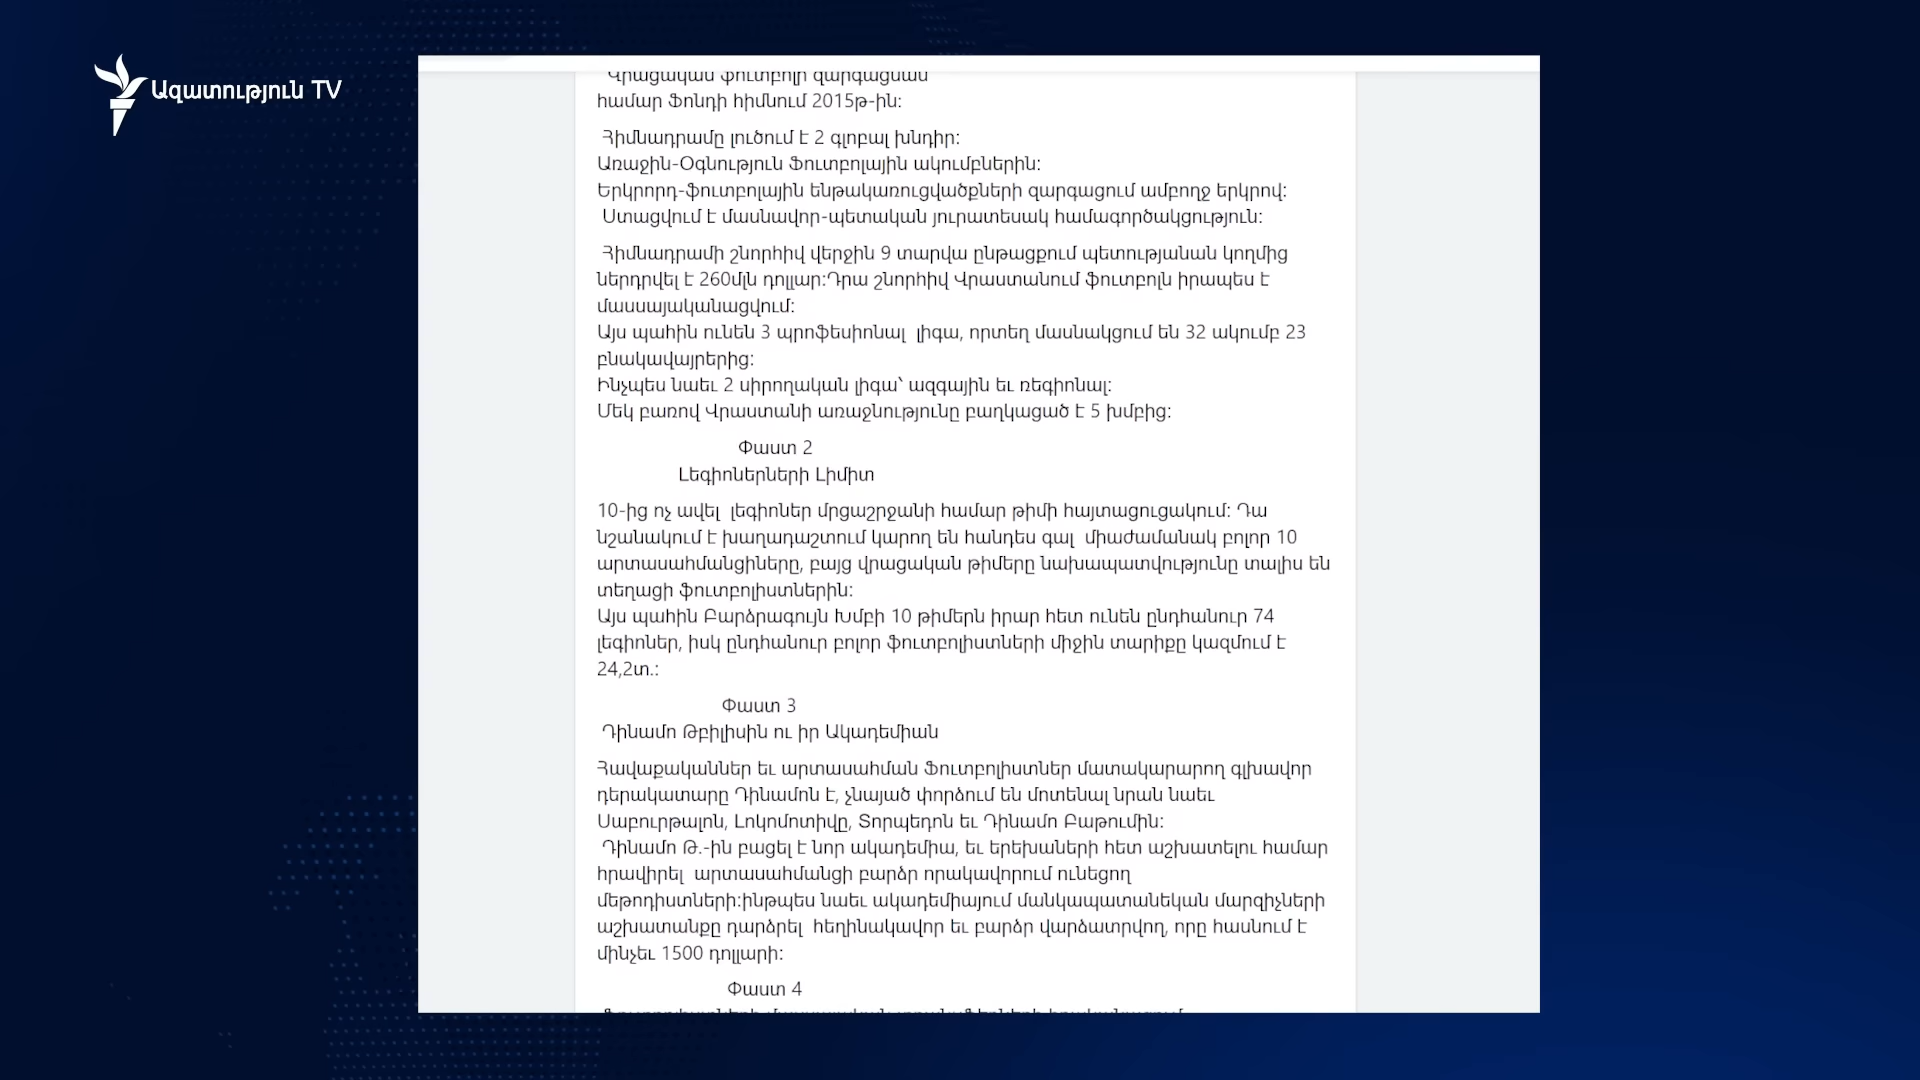 Ազատություն TV
Վրացական ֆուտբոլի զարգացման
համար Ֆոնդի հիմնում 2015թ-ին:
Հիմնադրամը լուծում է 2 գլոբալ խնդիր:
Առաջին-Օգնություն Ֆուտբոլային ակումբներին:
Երկրորդ-ֆուտբոլային ենթակառուցվածքների զարգացում ամբողջ երկրով:
Ստացվում է մասնավոր-պետական յուրատեսակ համագործակցություն:
Հիմնադրամի շնորհիվ վերջին 9 տարվա ընթացքում պետությանան կողմից
ներդրվել է 260մլն դոլլար:Դրա շնորհիվ Վրաստանում ֆուտբոլն իրապես է
մասսայականացվում:
Այս պահին ունեն 3 պրոֆեսիոնալ լիգա, որտեղ մասնակցում են 32 ակումբ 23
բնակավայրերից:
Ինչպես նաեւ 2 սիրողական լիգա՝ ազգային եւ ռեգիոնալ:
Մեկ բառով Վրաստանի առաջնությունը բաղկացած է 5 խմբից:
Փաստ 2
Լեգիոներների Լիմիտ
10-ից ոչ ավել լեգիոներ մրցաշրջանի համար թիմի հայտացուցակում: Դա
նշանակում է խաղադաշտում կարող են հանդես գալ միաժամանակ բոլոր 10
արտասահմանցիները, բայց վրացական թիմերը նախապատվությունը տալիս են
տեղացի ֆուտբոլիստներին:
Այս պահին Բարձրագույն Խմբի 10 թիմերն իրար հետ ունեն ընդհանուր 74
լեգիոներ, իսկ ընդհանուր բոլոր ֆուտբոլիստների միջին տարիքը կազմում է
24,2տ.:
Փաստ 3
Դինամո Թբիլիսին ու իր Ակադեմիան
Հավաքականներ եւ արտասահման Ֆուտբոլիստներ մատակարարող գլխավոր
դերակատարը Դինամոն է, չնայած փորձում են մոտենալ նրան նաեւ
Սաբուրթալոն, Լոկոմոտիվը, Տորպեդոն եւ Դինամո Բաթումին:
Դինամո Թ.-ին բացել է նոր ակադեմիա, եւ երեխաների հետ աշխատելու համար
հրավիրել արտասահմանցի բարձր որակավորում ունեցող
մեթոդիստների:ինթպես նաեւ ակադեմիայում մանկապատանեկան մարզիչների
աշխատանքը դարձրել հեղինակավոր եւ բարձր վարձատրվող, որը հասնում է
մինչեւ 1500 դոլլարի:
Փաստ 4